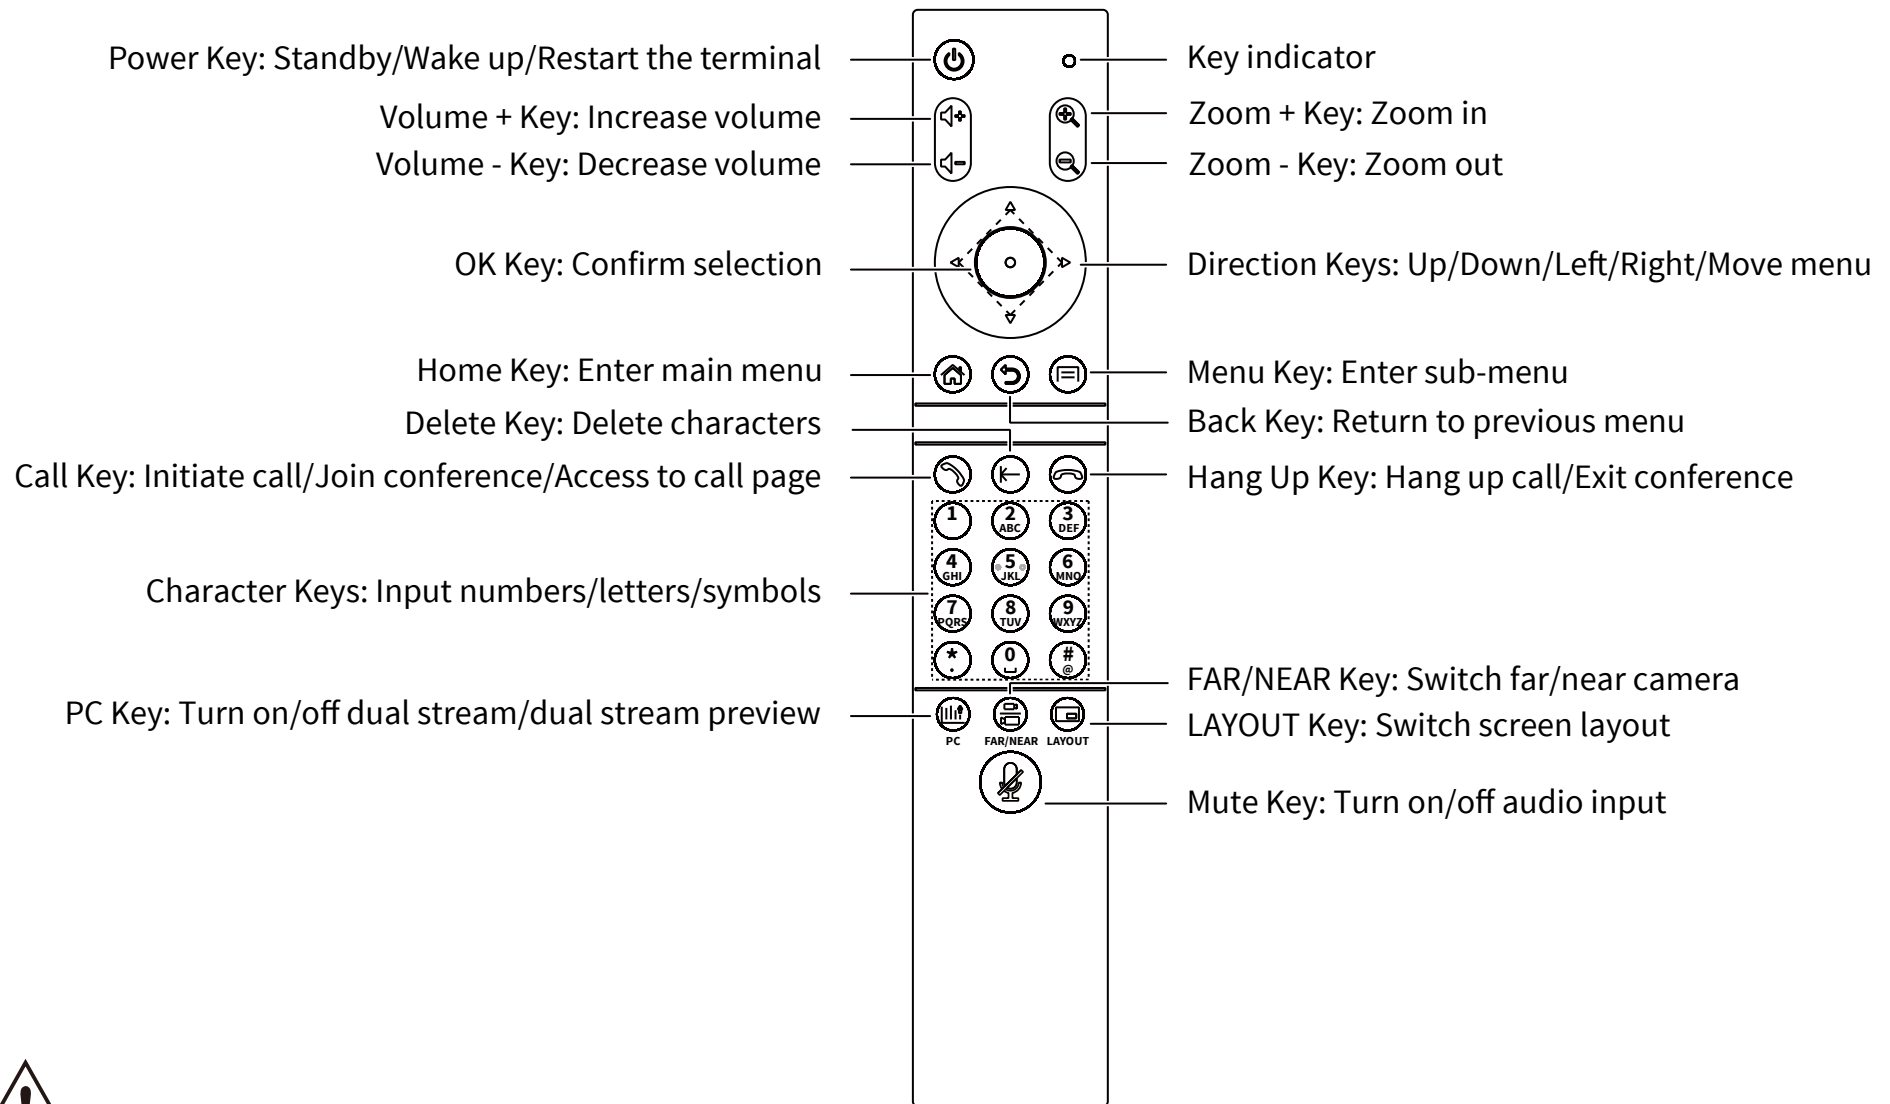 Power Key: Standby/Wake up/Restart the terminal
Key indicator
Volume + Key: Increase volume
Zoom + Key: Zoom in
Volume - Key: Decrease volume
Zoom - Key: Zoom out
OK Key: Confirm selection
Direction Keys: Up/Down/Left/Right/Move menu
Home Key: Enter main menu
Menu Key: Enter sub-menu
Delete Key: Delete characters
Back Key: Return to previous menu
Call Key: Initiate call/Join conference/Access to call page
Hang Up Key: Hang up call/Exit conference
1 2 3
ABC DEF
4 5 6
GHI JKL MNO
Character Keys: Input numbers/letters/symbols
7 8 9
PQRS TUV WXYZ
* 0 #
. @
FAR/NEAR Key: Switch far/near camera
PC Key: Turn on/off dual stream/dual stream preview
LAYOUT Key: Switch screen layout
PC FAR/NEAR LAYOUT
Mute Key: Turn on/off audio input